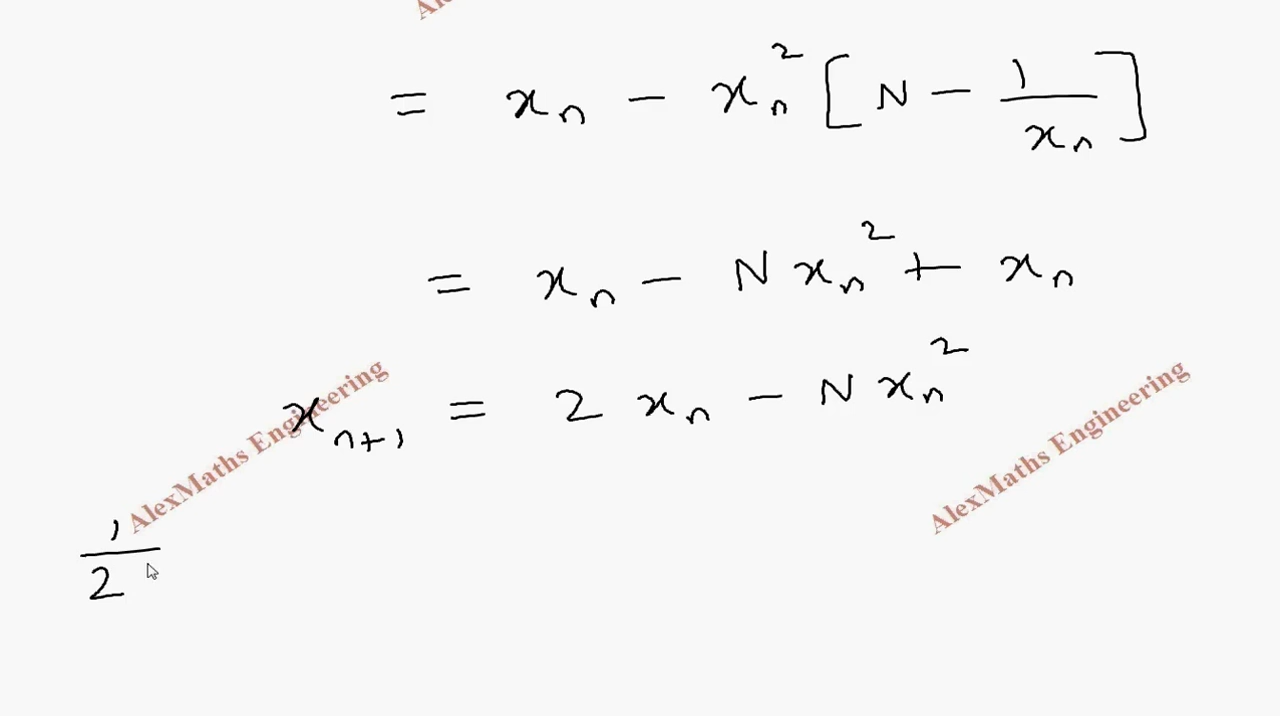 = xₙ − xₙ² [N − 1/xₙ]
= xₙ − N xₙ² + xₙ
xₙ₊₁ = 2 xₙ − N xₙ²
AlexMaths Engineering
AlexMaths Engineering
1/2